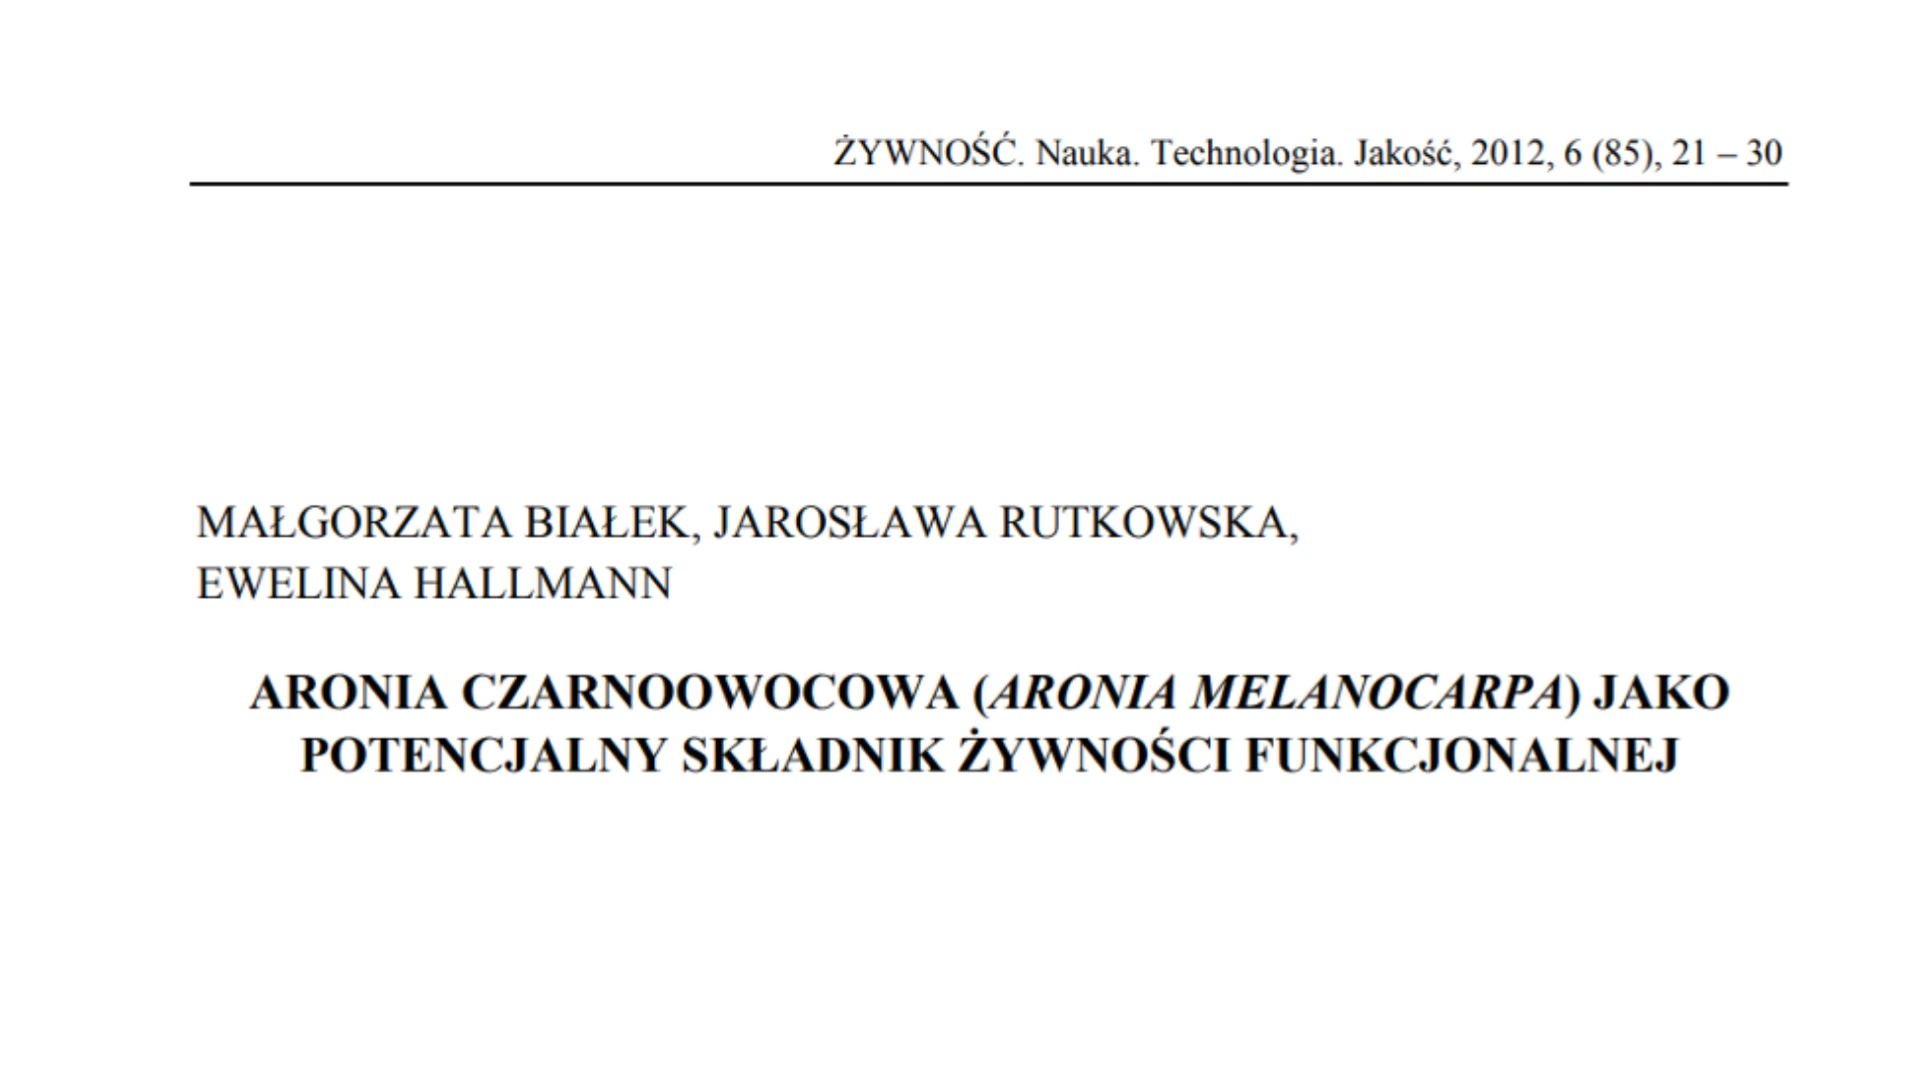 ŻYWNOŚĆ. Nauka. Technologia. Jakość, 2012, 6 (85), 21 – 30
MAŁGORZATA BIAŁEK, JAROSŁAWA RUTKOWSKA,
EWELINA HALLMANN
ARONIA CZARNOOWOCOWA (ARONIA MELANOCARPA) JAKO
POTENCJALNY SKŁADNIK ŻYWNOŚCI FUNKCJONALNEJ